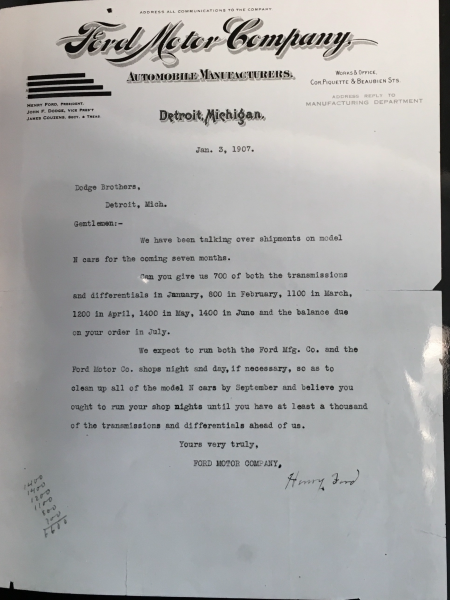 ADDRESS ALL COMMUNICATIONS TO THE COMPANY
Ford Motor Company.
AUTOMOBILE MANUFACTURERS.
WORKS & OFFICE,
COR. PIQUETTE & BEAUBIEN STS.
ADDRESS REPLY TO
MANUFACTURING DEPARTMENT
HENRY FORD, PRESIDENT.
JOHN F. DODGE, VICE PRES'T
JAMES COUZENS, SECY. & TREAS
Detroit, Michigan.
Jan. 3, 1907.
Dodge Brothers,
Detroit, Mich.
Gentlemen:-
We have been talking over shipments on model
N cars for the coming seven months.
Can you give us 700 of both the transmissions
and differentials in January, 800 in February, 1100 in March,
1200 in April, 1400 in May, 1400 in June and the balance due
on your order in July.
We expect to run both the Ford Mfg. Co. and the
Ford Motor Co. shops night and day, if necessary, so as to
clean up all of the model N cars by September and believe you
ought to run your shop nights until you have at least a thousand
of the transmissions and differentials ahead of us.
Yours very truly,
FORD MOTOR COMPANY,
Henry Ford
1400
1400
1200
1100
800
700